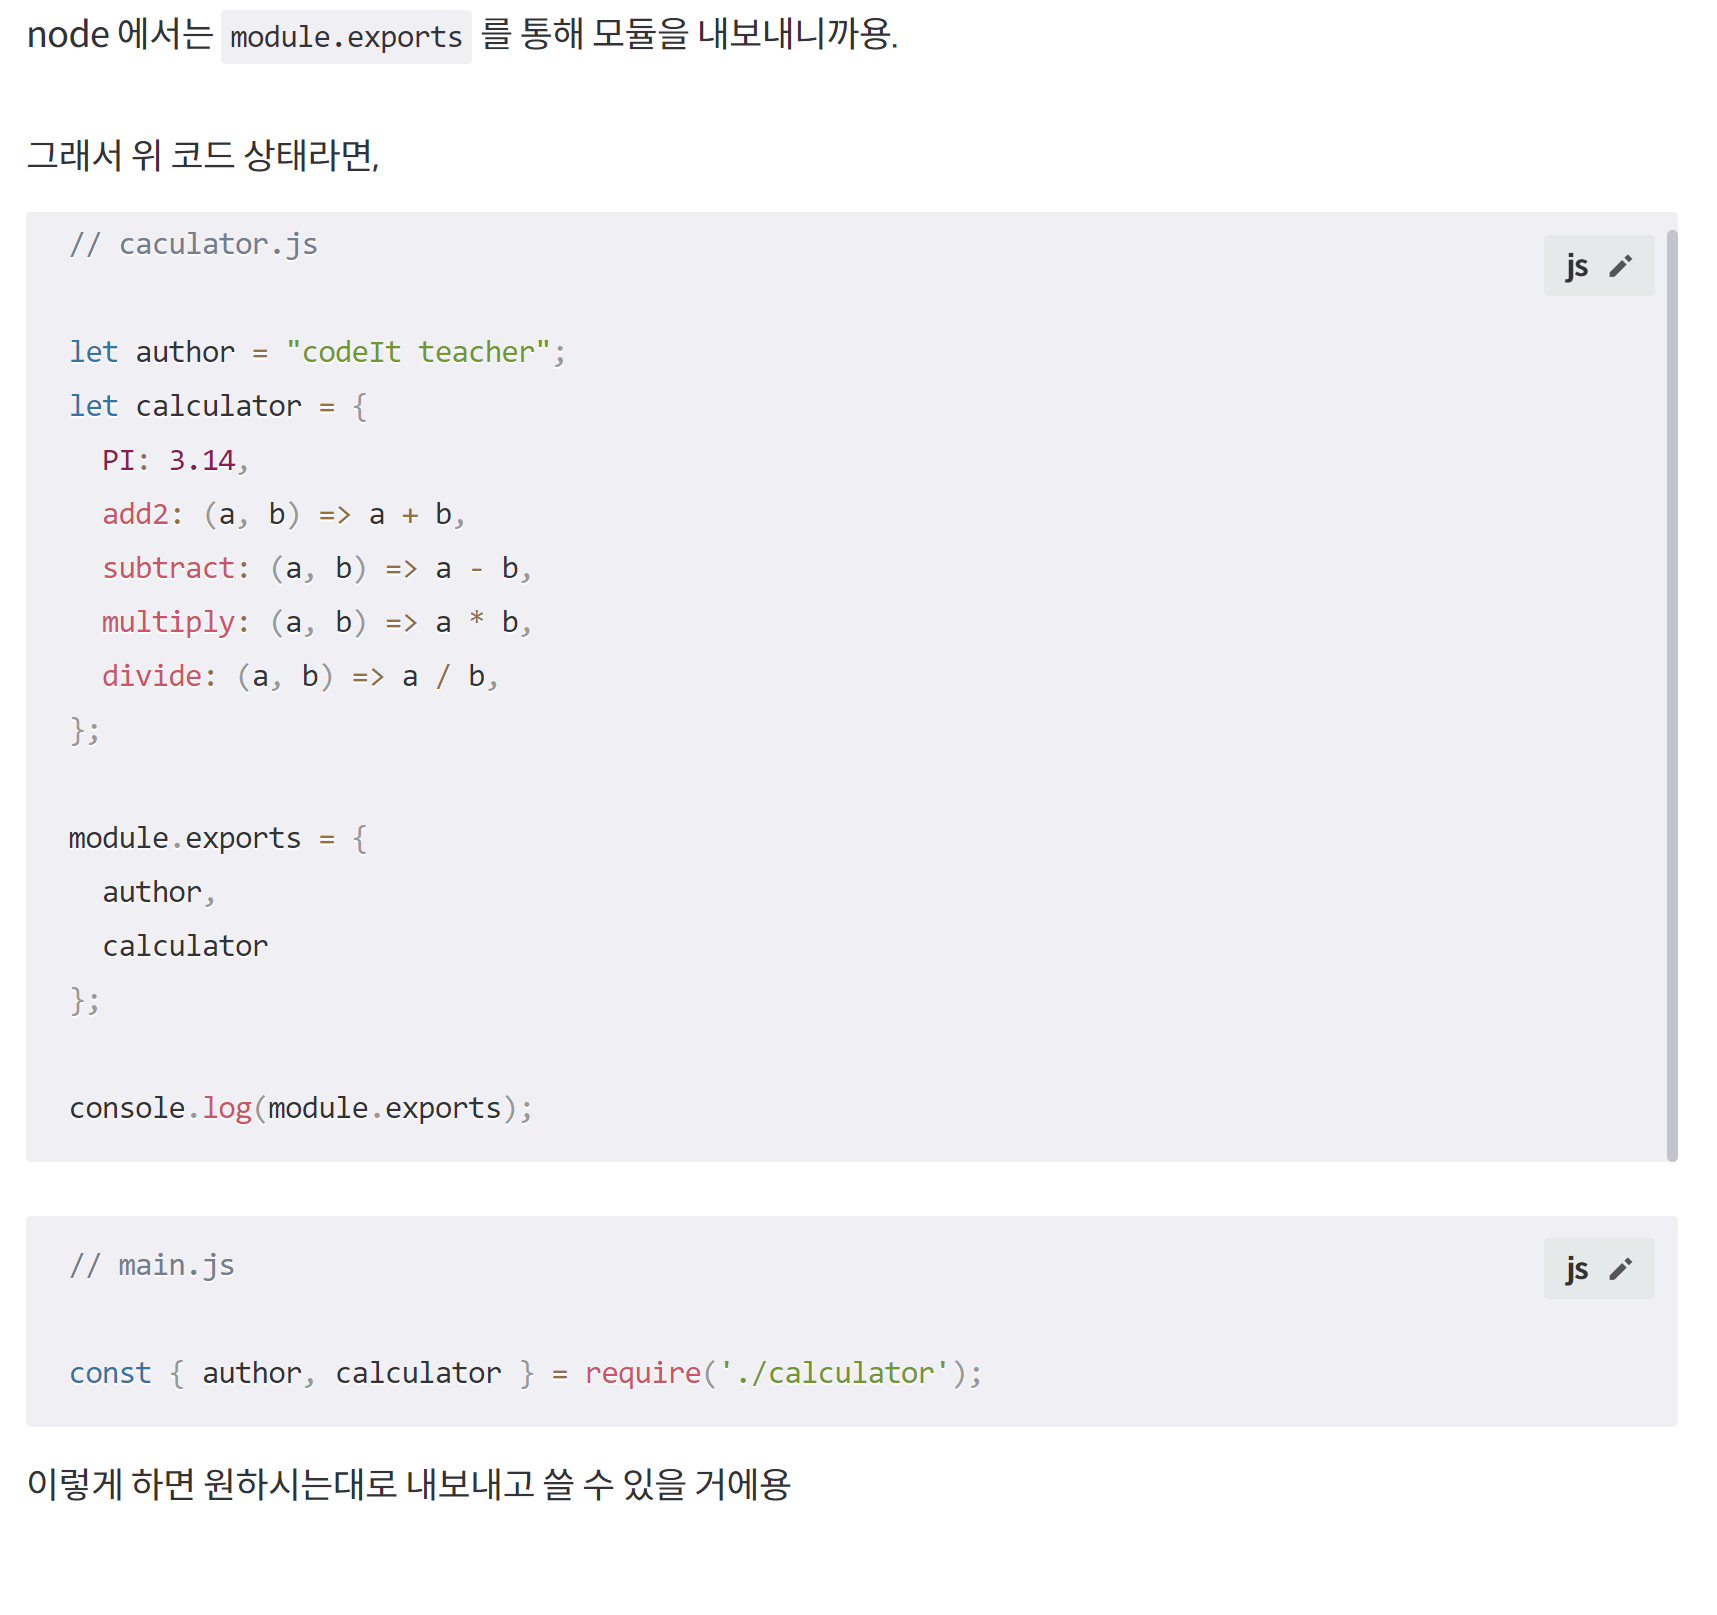 node 에서는 module.exports 를 통해 모듈을 내보내니까용.
그래서 위 코드 상태라면,
// caculator.js
js
let author = "codeIt teacher";
let calculator = {
  PI: 3.14,
  add2: (a, b) => a + b,
  subtract: (a, b) => a - b,
  multiply: (a, b) => a * b,
  divide: (a, b) => a / b,
};
module.exports = {
  author,
  calculator
};
console.log(module.exports);
// main.js
js
const { author, calculator } = require('./calculator');
이렇게 하면 원하시는대로 내보내고 쓸 수 있을 거에용